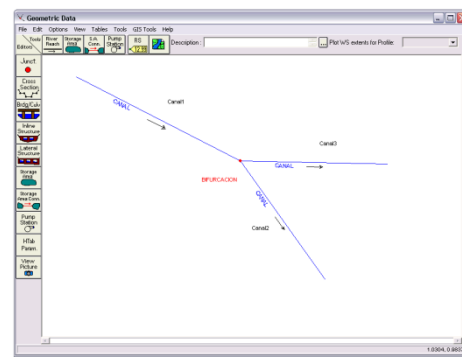 Geometric Data
File Edit Options View Tables Tools GIS Tools Help
Tools
Editors
River
Reach
Storage
Area
S.A.
Conn.
Pump
Station
RS
Description :
...
Plot WS extents for Profile:
Junct.
Cross
Section
Brdg/Culv
Inline
Structure
Lateral
Structure
Storage
Area
Storage
Area Conn.
Pump
Station
HTab
Param.
View
Picture
CANAL
Canal1
Canal3
CANAL
BIFURCACION
CANAL
Canal2